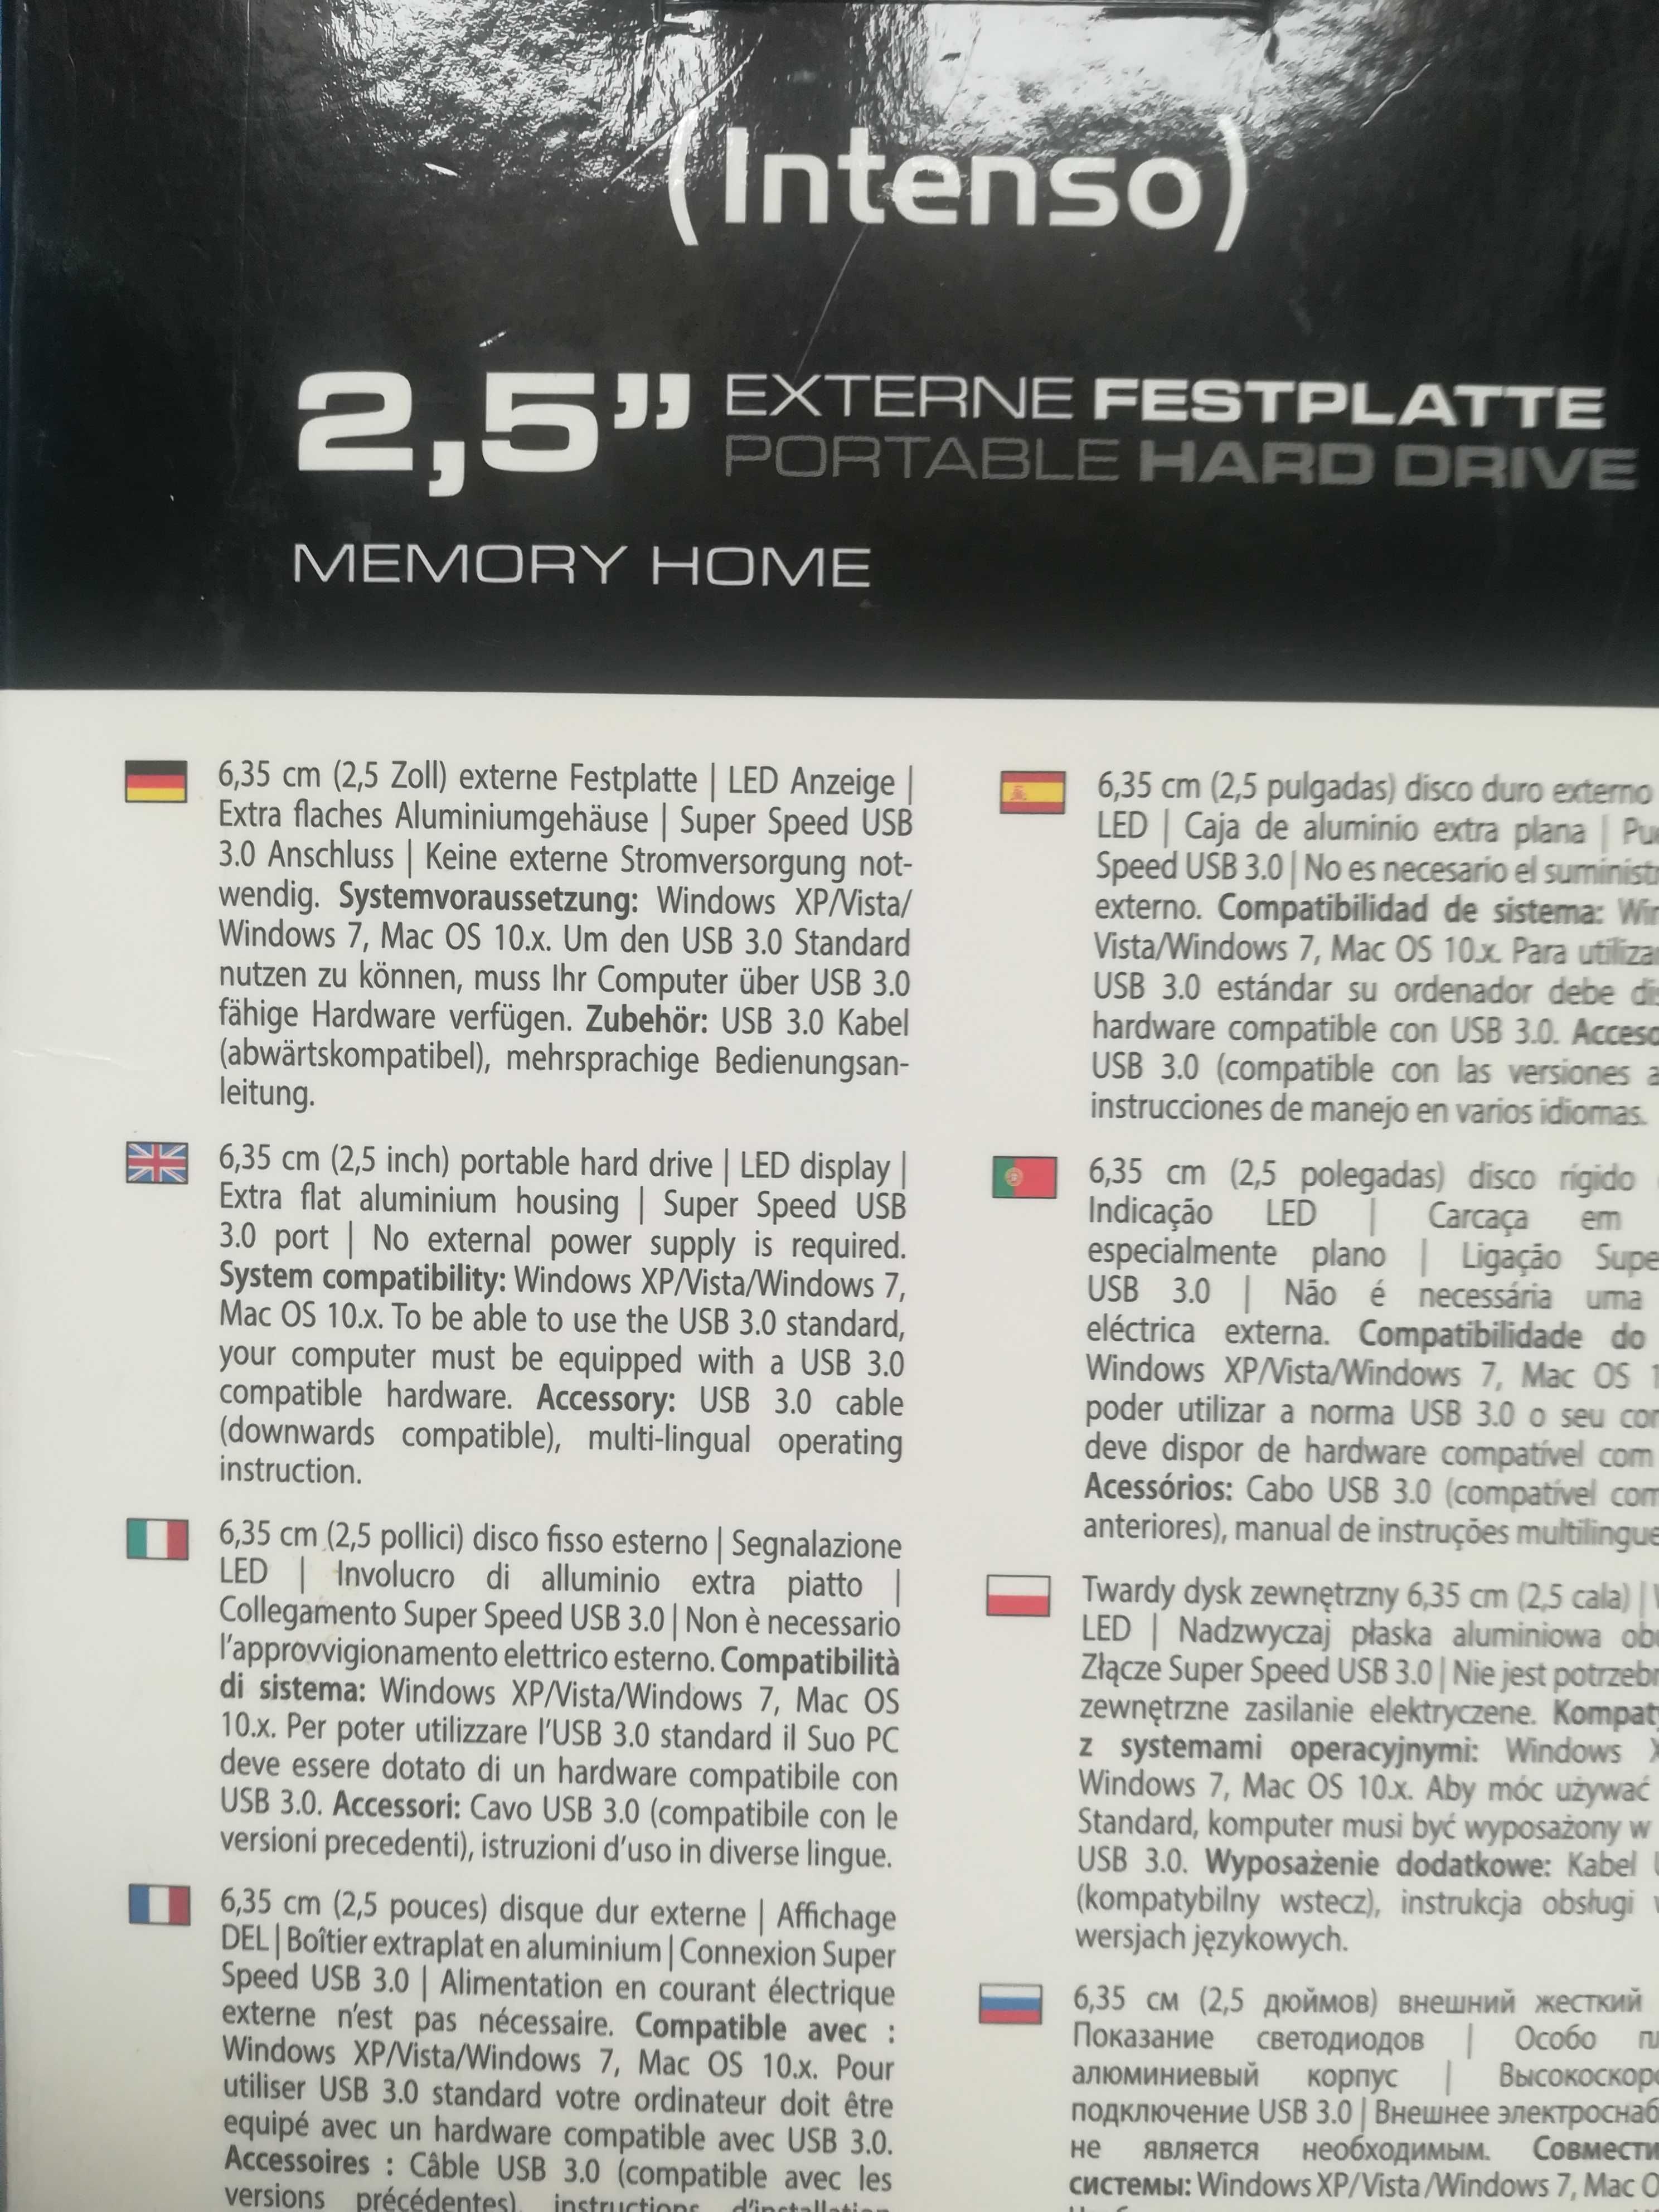 (Intenso)
2,5” EXTERNE FESTPLATTE
PORTABLE HARD DRIVE
MEMORY HOME
6,35 cm (2,5 Zoll) externe Festplatte | LED Anzeige |
Extra flaches Aluminiumgehäuse | Super Speed USB
3.0 Anschluss | Keine externe Stromversorgung not-
wendig. Systemvoraussetzung: Windows XP/Vista/
Windows 7, Mac OS 10.x. Um den USB 3.0 Standard
nutzen zu können, muss Ihr Computer über USB 3.0
fähige Hardware verfügen. Zubehör: USB 3.0 Kabel
(abwärtskompatibel), mehrsprachige Bedienungsan-
leitung.
6,35 cm (2,5 inch) portable hard drive | LED display |
Extra flat aluminium housing | Super Speed USB
3.0 port | No external power supply is required.
System compatibility: Windows XP/Vista/Windows 7,
Mac OS 10.x. To be able to use the USB 3.0 standard,
your computer must be equipped with a USB 3.0
compatible hardware. Accessory: USB 3.0 cable
(downwards compatible), multi-lingual operating
instruction.
6,35 cm (2,5 pollici) disco fisso esterno | Segnalazione
LED | Involucro di alluminio extra piatto |
Collegamento Super Speed USB 3.0 | Non è necessario
l’approvvigionamento elettrico esterno. Compatibilità
di sistema: Windows XP/Vista/Windows 7, Mac OS
10.x. Per poter utilizzare l’USB 3.0 standard il Suo PC
deve essere dotato di un hardware compatibile con
USB 3.0. Accessori: Cavo USB 3.0 (compatibile con le
versioni precedenti), istruzioni d’uso in diverse lingue.
6,35 cm (2,5 pouces) disque dur externe | Affichage
DEL | Boîtier extraplat en aluminium | Connexion Super
Speed USB 3.0 | Alimentation en courant électrique
externe n’est pas nécessaire. Compatible avec :
Windows XP/Vista/Windows 7, Mac OS 10.x. Pour
utiliser USB 3.0 standard votre ordinateur doit être
equipé avec un hardware compatible avec USB 3.0.
Accessoires : Câble USB 3.0 (compatible avec les
versions précédentes), instructions d’installation
6,35 cm (2,5 pulgadas) disco duro externo
LED | Caja de aluminio extra plana |
Speed USB 3.0 | No es necesario el
externo. Compatibilidad de sistema:
Vista/Windows 7, Mac OS 10.x. Para
USB 3.0 estándar su ordenador debe
hardware compatible con USB 3.0.
USB 3.0 (compatible con las versiones
instrucciones de manejo en varios idiomas.
6,35 cm (2,5 polegadas) disco rígido
Indicação LED | Carcaça em
especialmente plano | Ligação
USB 3.0 | Não é necessária uma
eléctrica externa. Compatibilidade do
Windows XP/Vista/Windows 7, Mac OS
poder utilizar a norma USB 3.0 o seu
deve dispor de hardware compatível com
Acessórios: Cabo USB 3.0 (compatível
anteriores), manual de instruções
Twardy dysk zewnętrzny 6,35 cm (2,5 cala) |
LED | Nadzwyczaj płaska aluminiowa
Złącze Super Speed USB 3.0 | Nie jest
zewnętrzne zasilanie elektryczene.
z systemami operacyjnymi: Windows
Windows 7, Mac OS 10.x. Aby móc używać
Standard, komputer musi być wyposażony w
USB 3.0. Wyposażenie dodatkowe: Kabel
(kompatybilny wstecz), instrukcja obsługi
wersjach językowych.
6,35 см (2,5 дюймов) внешний жесткий
Показание светодиодов | Особо
алюминиевый корпус |
подключение USB 3.0 | Внешнее
не является необходимым.
системы: Windows XP/Vista/Windows 7, Mac